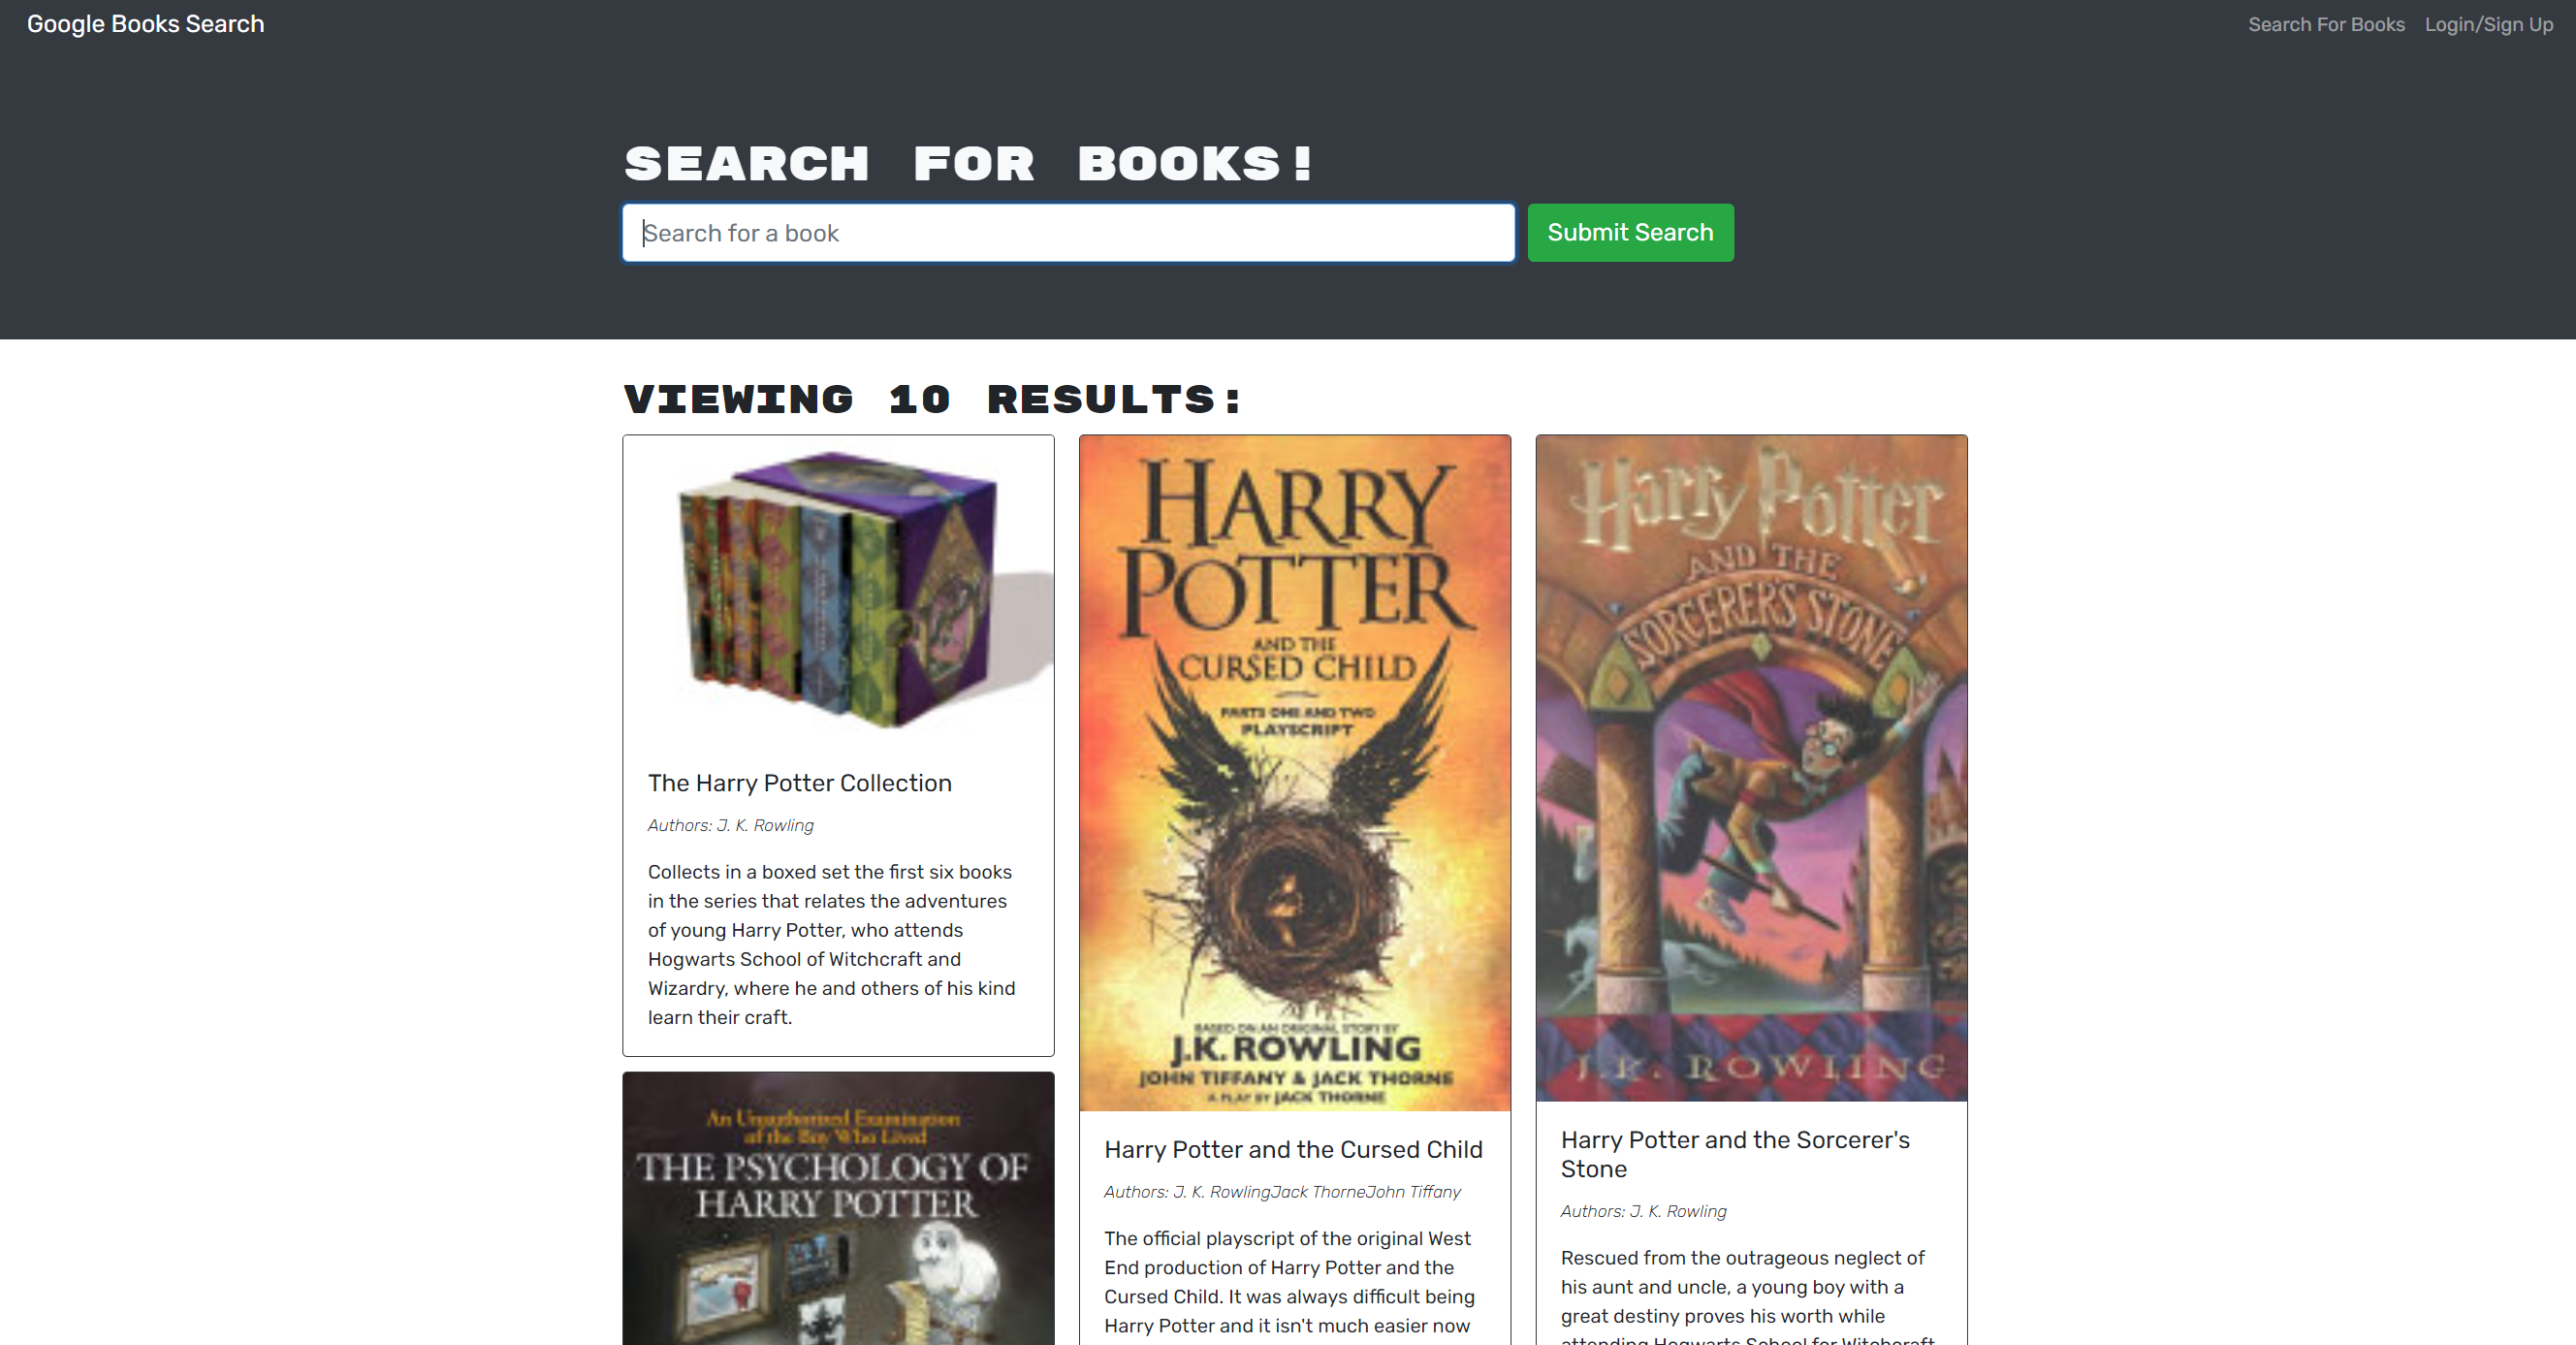 Google Books Search
Search For Books
Login/Sign Up
SEARCH FOR BOOKS!
Search for a book
Submit Search
VIEWING 10 RESULTS:
The Harry Potter Collection
Authors: J. K. Rowling
Collects in a boxed set the first six books
in the series that relates the adventures
of young Harry Potter, who attends
Hogwarts School of Witchcraft and
Wizardry, where he and others of his kind
learn their craft.
An Unauthorized Examination
of the Boy Who Lived
THE PSYCHOLOGY OF
HARRY POTTER
HARRY
POTTER
AND THE
CURSED CHILD
PARTS ONE AND TWO
PLAYSCRIPT
BASED ON AN ORIGINAL STORY BY
J.K. ROWLING
JOHN TIFFANY & JACK THORNE
A PLAY BY JACK THORNE
Harry Potter and the Cursed Child
Authors: J. K. RowlingJack ThorneJohn Tiffany
The official playscript of the original West
End production of Harry Potter and the
Cursed Child. It was always difficult being
Harry Potter and it isn't much easier now
Harry Potter
AND THE
SORCERER'S STONE
J.K. ROWLING
Harry Potter and the Sorcerer's
Stone
Authors: J. K. Rowling
Rescued from the outrageous neglect of
his aunt and uncle, a young boy with a
great destiny proves his worth while
attending Hogwarts School for Witchcraft